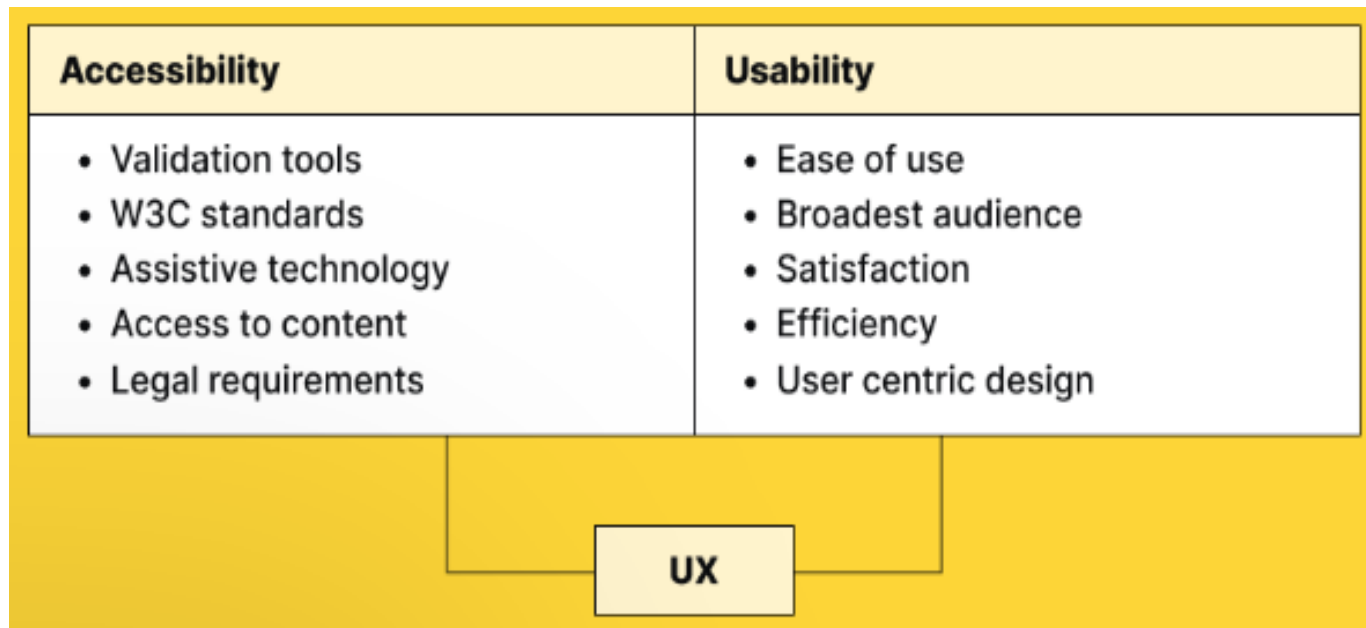 Accessibility
• Validation tools
• W3C standards
• Assistive technology
• Access to content
• Legal requirements
Usability
• Ease of use
• Broadest audience
• Satisfaction
• Efficiency
• User centric design
UX